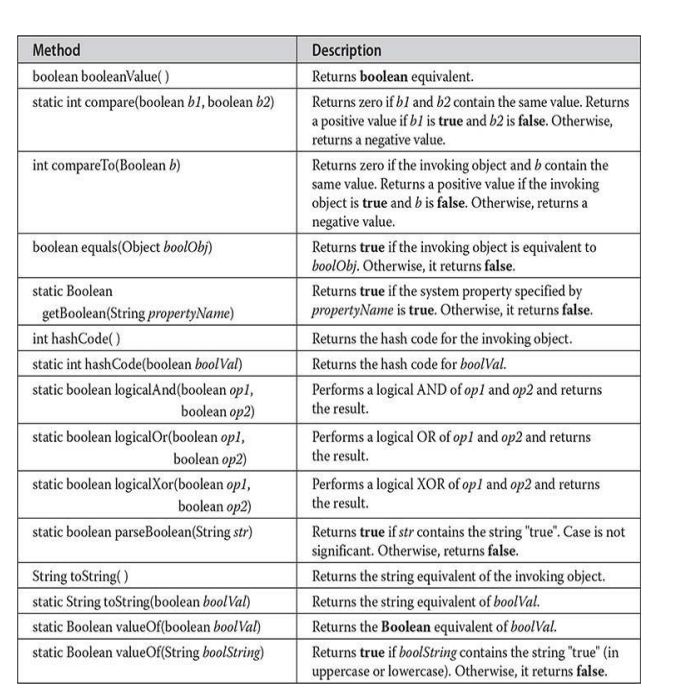 Method Description
boolean booleanValue( ) Returns boolean equivalent.
static int compare(boolean b1, boolean b2) Returns zero if b1 and b2 contain the same value. Returns
a positive value if b1 is true and b2 is false. Otherwise,
returns a negative value.
int compareTo(Boolean b) Returns zero if the invoking object and b contain the
same value. Returns a positive value if the invoking
object is true and b is false. Otherwise, returns a
negative value.
boolean equals(Object boolObj) Returns true if the invoking object is equivalent to
boolObj. Otherwise, it returns false.
static Boolean Returns true if the system property specified by
getBoolean(String propertyName) propertyName is true. Otherwise, it returns false.
int hashCode( ) Returns the hash code for the invoking object.
static int hashCode(boolean boolVal) Returns the hash code for boolVal.
static boolean logicalAnd(boolean op1, Performs a logical AND of op1 and op2 and returns
boolean op2) the result.
static boolean logicalOr(boolean op1, Performs a logical OR of op1 and op2 and returns
boolean op2) the result.
static boolean logicalXor(boolean op1, Performs a logical XOR of op1 and op2 and returns
boolean op2) the result.
static boolean parseBoolean(String str) Returns true if str contains the string "true". Case is not
significant. Otherwise, returns false.
String toString( ) Returns the string equivalent of the invoking object.
static String toString(boolean boolVal) Returns the string equivalent of boolVal.
static Boolean valueOf(boolean boolVal) Returns the Boolean equivalent of boolVal.
static Boolean valueOf(String boolString) Returns true if boolString contains the string "true" (in
uppercase or lowercase). Otherwise, it returns false.